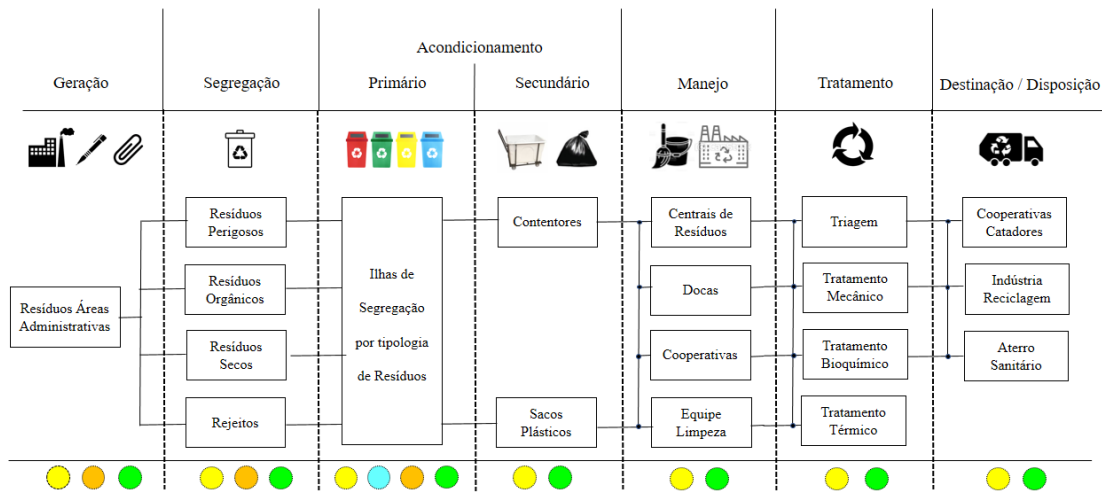 Acondicionamento
Geração
Segregação
Primário
Secundário
Manejo
Tratamento
Destinação / Disposição
Resíduos Áreas
Administrativas
Resíduos
Perigosos
Resíduos
Orgânicos
Resíduos
Secos
Rejeitos
Ilhas de
Segregação
por tipologia
de Resíduos
Contentores
Sacos
Plásticos
Centrais de
Resíduos
Docas
Cooperativas
Equipe
Limpeza
Triagem
Tratamento
Mecânico
Tratamento
Bioquímico
Tratamento
Térmico
Cooperativas
Catadores
Indústria
Reciclagem
Aterro
Sanitário